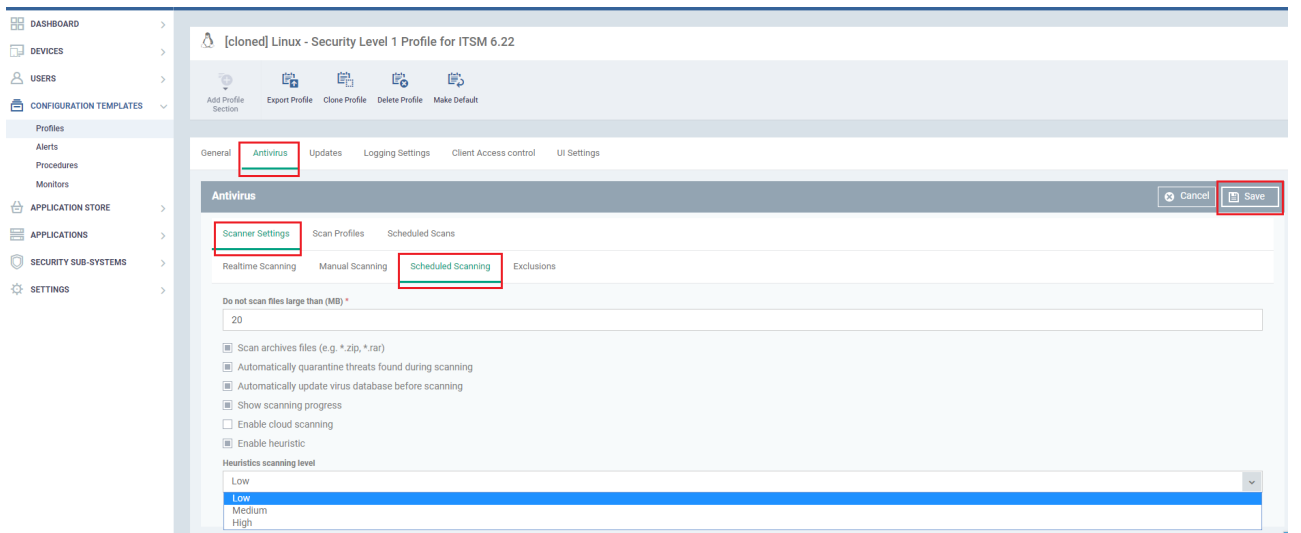 DASHBOARD
DEVICES
USERS
CONFIGURATION TEMPLATES
Profiles
Alerts
Procedures
Monitors
APPLICATION STORE
APPLICATIONS
SECURITY SUB-SYSTEMS
SETTINGS
[cloned] Linux - Security Level 1 Profile for ITSM 6.22
Add Profile Section
Export Profile
Clone Profile
Delete Profile
Make Default
General Antivirus Updates Logging Settings Client Access control UI Settings
Antivirus
Cancel
Save
Scanner Settings Scan Profiles Scheduled Scans
Realtime Scanning Manual Scanning Scheduled Scanning Exclusions
Do not scan files large than (MB) *
20
Scan archives files (e.g. *.zip, *.rar)
Automatically quarantine threats found during scanning
Automatically update virus database before scanning
Show scanning progress
Enable cloud scanning
Enable heuristic
Heuristics scanning level
Low
Low
Medium
High